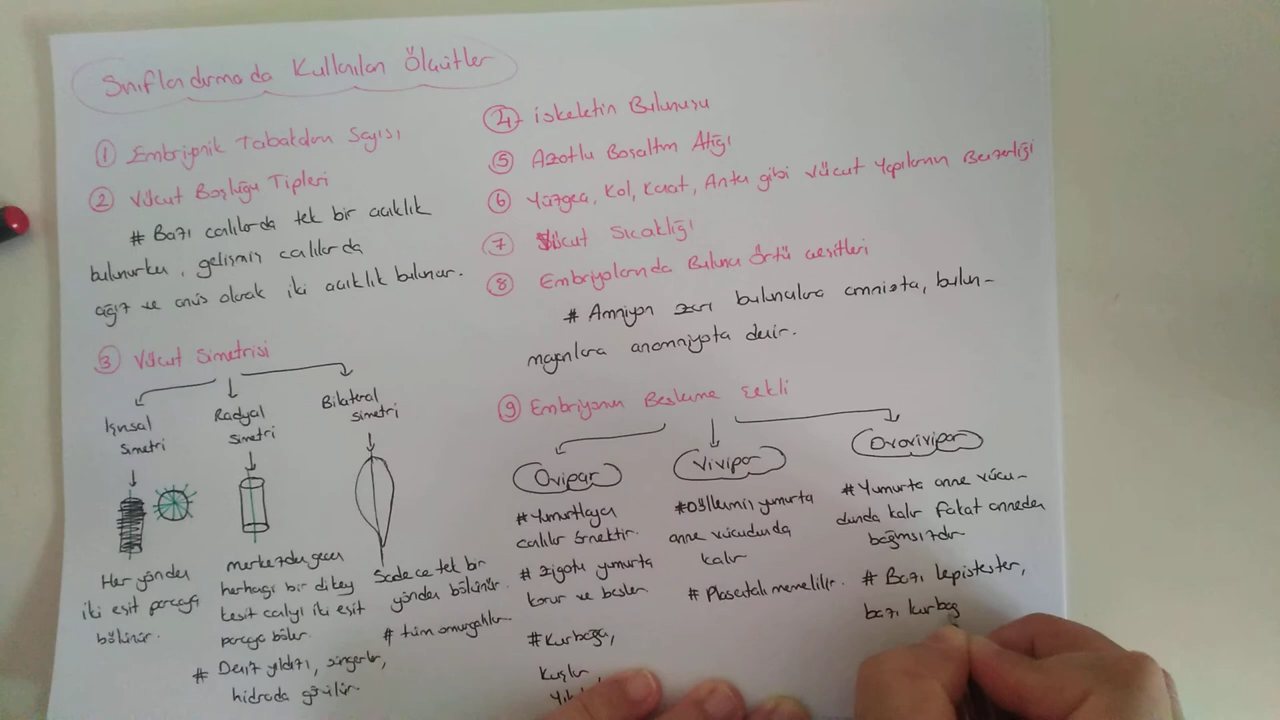 Sınıflandırmada Kullanılan Ölçütler
① Embriyonik Tabakaların Sayısı
② Vücut Boşluğu Tipleri
# Bazı canlılarda tek bir açıklık
bulunurken, gelişmiş canlılarda
ağız ve anüs olarak iki açıklık bulunur.
③ Vücut Simetrisi
Işınsal
simetri
Radyal
simetri
Bilateral
simetri
Her yönden
iki eşit parçaya
bölünür.
merkezden geçen
herhangi bir dikey
kesit canlıyı iki eşit
parçaya böler.
# Deniz yıldızı, süngerler,
hidrada görülür.
Sadece tek bir
yönden bölünür.
# tüm omurgalılar
④ İskeletin Bulunuşu
⑤ Azotlu Boşaltım Atığı
⑥ Yüzgeç, Kol, Kanat, Anten gibi Vücut Yapılarının Benzerliği
⑦ Vücut Sıcaklığı
⑧ Embriyolarında Bulunan Örtü çeşitleri
# Amniyon zarı bulunanlara amniota, bulun-
mayanlara anamniyota denir.
⑨ Embriyonun Beslenme Şekli
Ovipar
# Yumurtlayan
canlılar örnektir.
# zigotu yumurta
korur ve besler
# Kurbağa,
Kuşlar
Vivipar
# Döllenmiş yumurta
anne vücudunda
kalır
# Plasentalı memeliler.
Ovovivipar
# Yumurta anne vücu-
dunda kalır fakat anneden
bağımsızdır.
# Bazı lepistesler,
bazı kurbağ